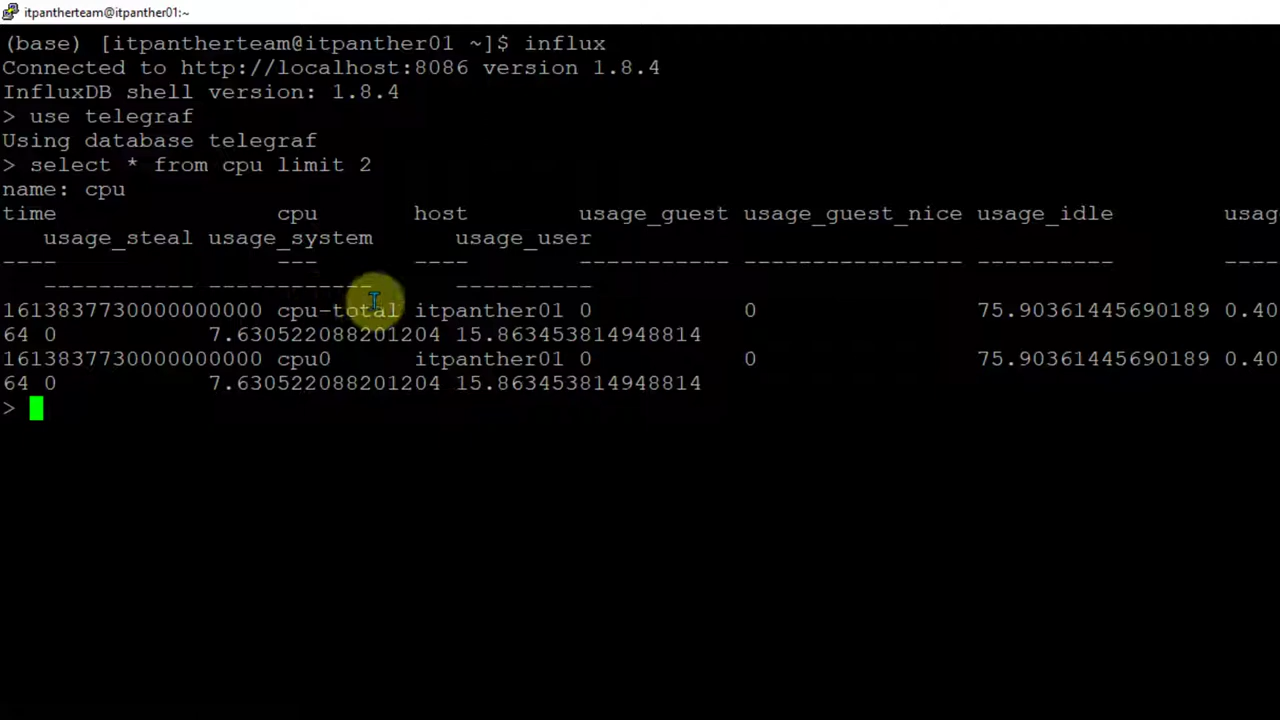 itpantherteam@itpanther01:~
(base) [itpantherteam@itpanther01 ~]$ influx
Connected to http://localhost:8086 version 1.8.4
InfluxDB shell version: 1.8.4
> use telegraf
Using database telegraf
> select * from cpu limit 2
name: cpu
time cpu host usage_guest usage_guest_nice usage_idle usag
usage_steal usage_system usage_user
---- --- ---- ----------- ---------------- ---------- ----
----------- ------------ ----------
1613837730000000000 cpu-total itpanther01 0 0 75.90361445690189 0.40
64 0 7.630522088201204 15.863453814948814
1613837730000000000 cpu0 itpanther01 0 0 75.90361445690189 0.40
64 0 7.630522088201204 15.863453814948814
>